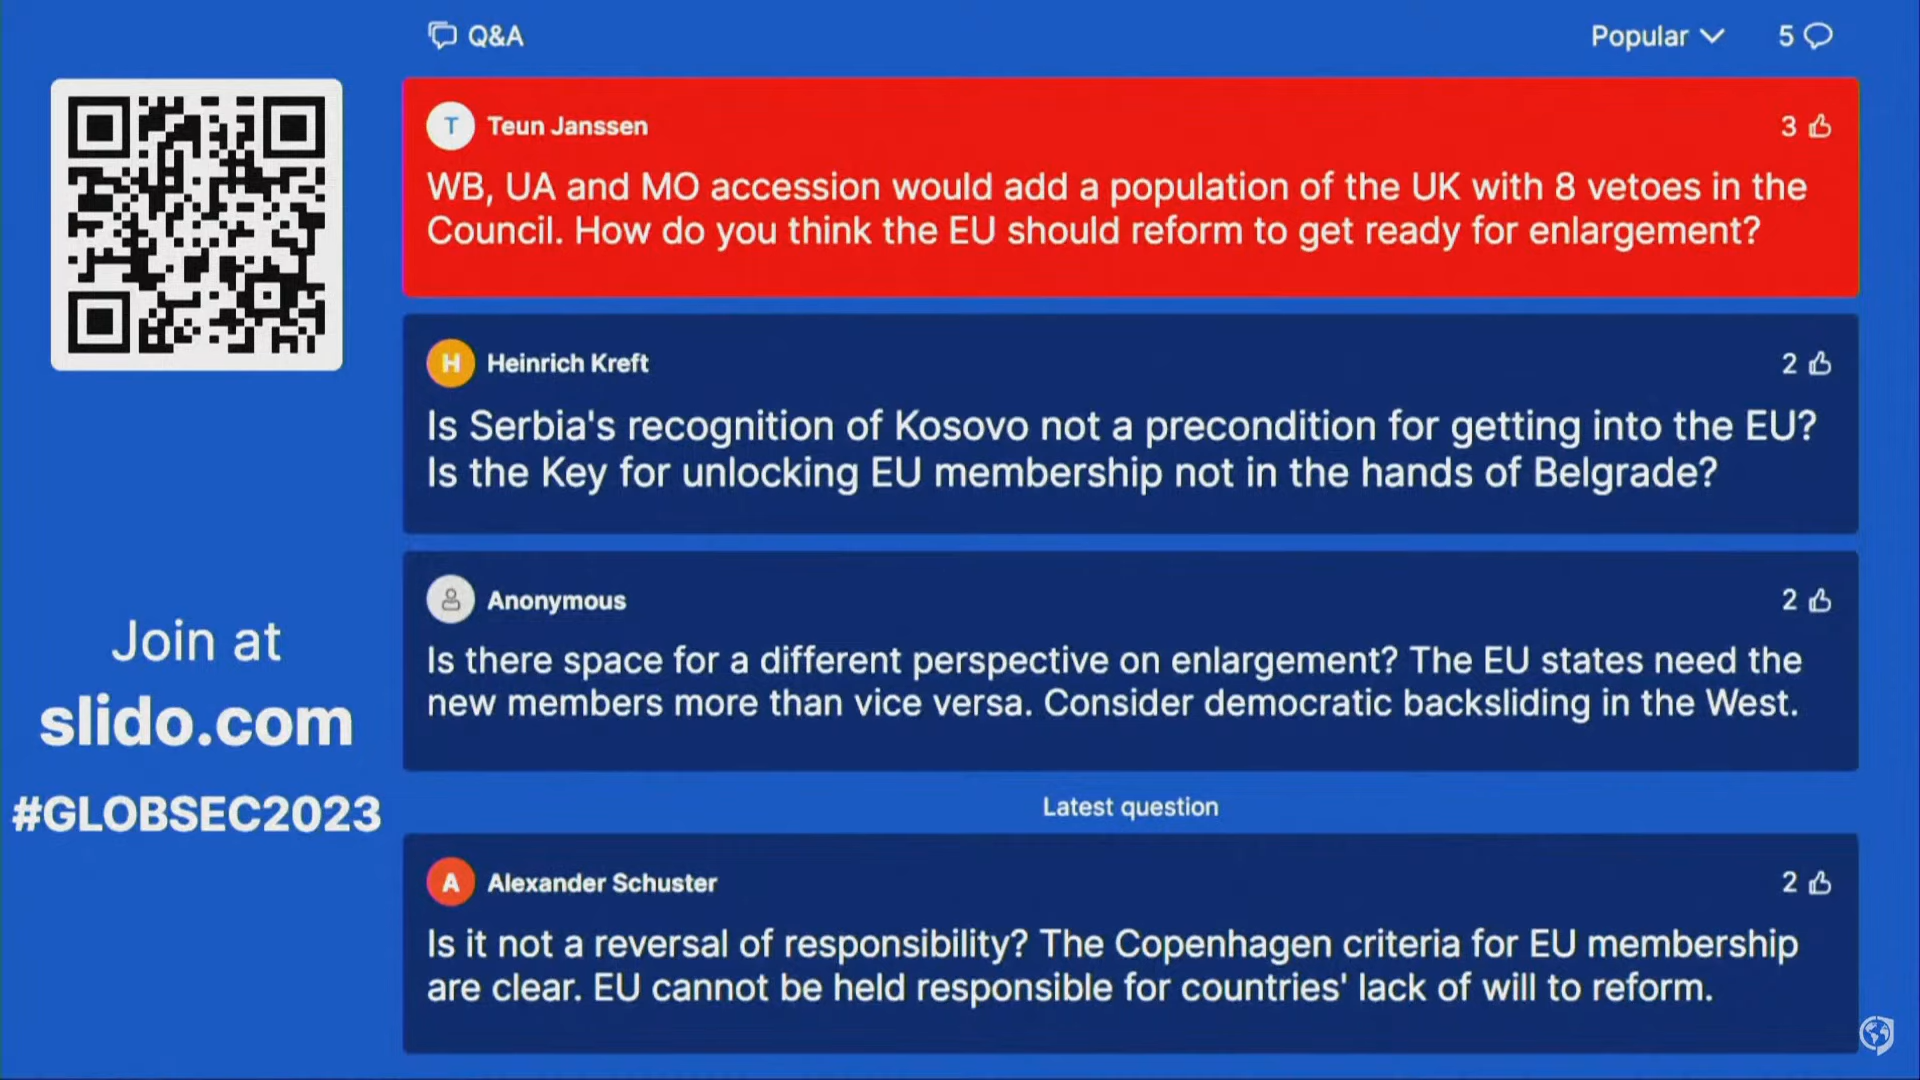 Q&A
Popular
5
T
Teun Janssen
3
WB, UA and MO accession would add a population of the UK with 8 vetoes in the
Council. How do you think the EU should reform to get ready for enlargement?
H
Heinrich Kreft
2
Is Serbia's recognition of Kosovo not a precondition for getting into the EU?
Is the Key for unlocking EU membership not in the hands of Belgrade?
Anonymous
2
Is there space for a different perspective on enlargement? The EU states need the
new members more than vice versa. Consider democratic backsliding in the West.
Join at
slido.com
#GLOBSEC2023
Latest question
A
Alexander Schuster
2
Is it not a reversal of responsibility? The Copenhagen criteria for EU membership
are clear. EU cannot be held responsible for countries' lack of will to reform.